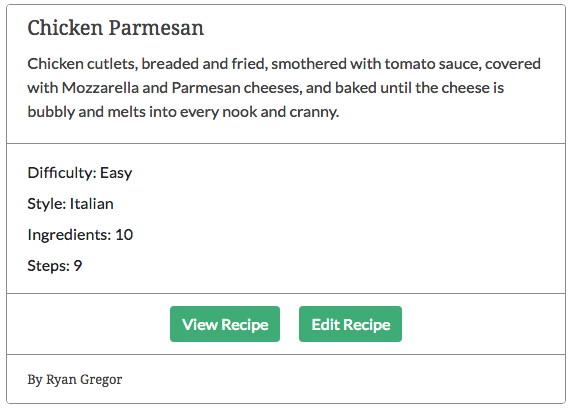 Chicken Parmesan
Chicken cutlets, breaded and fried, smothered with tomato sauce, covered
with Mozzarella and Parmesan cheeses, and baked until the cheese is
bubbly and melts into every nook and cranny.
Difficulty: Easy
Style: Italian
Ingredients: 10
Steps: 9
View Recipe Edit Recipe
By Ryan Gregor